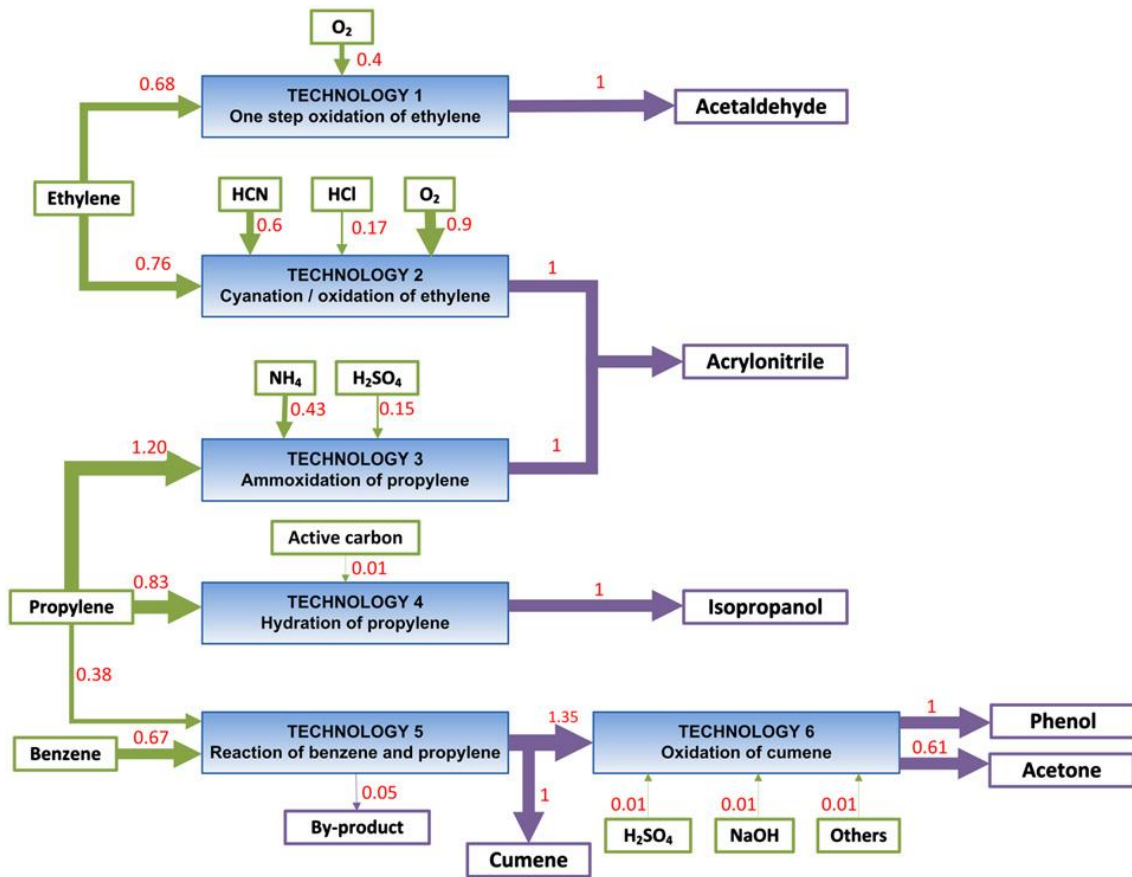 O₂
0.4
0.68
TECHNOLOGY 1
One step oxidation of ethylene
1
Acetaldehyde
Ethylene
HCN
HCl
O₂
0.6
0.17
0.9
0.76
TECHNOLOGY 2
Cyanation / oxidation of ethylene
1
Acrylonitrile
NH₄
H₂SO₄
0.43
0.15
1.20
TECHNOLOGY 3
Ammoxidation of propylene
1
Active carbon
0.01
Propylene
0.83
TECHNOLOGY 4
Hydration of propylene
1
Isopropanol
0.38
Benzene
0.67
TECHNOLOGY 5
Reaction of benzene and propylene
1.35
TECHNOLOGY 6
Oxidation of cumene
1
Phenol
0.61
Acetone
0.05
By-product
1
Cumene
0.01
0.01
0.01
H₂SO₄
NaOH
Others